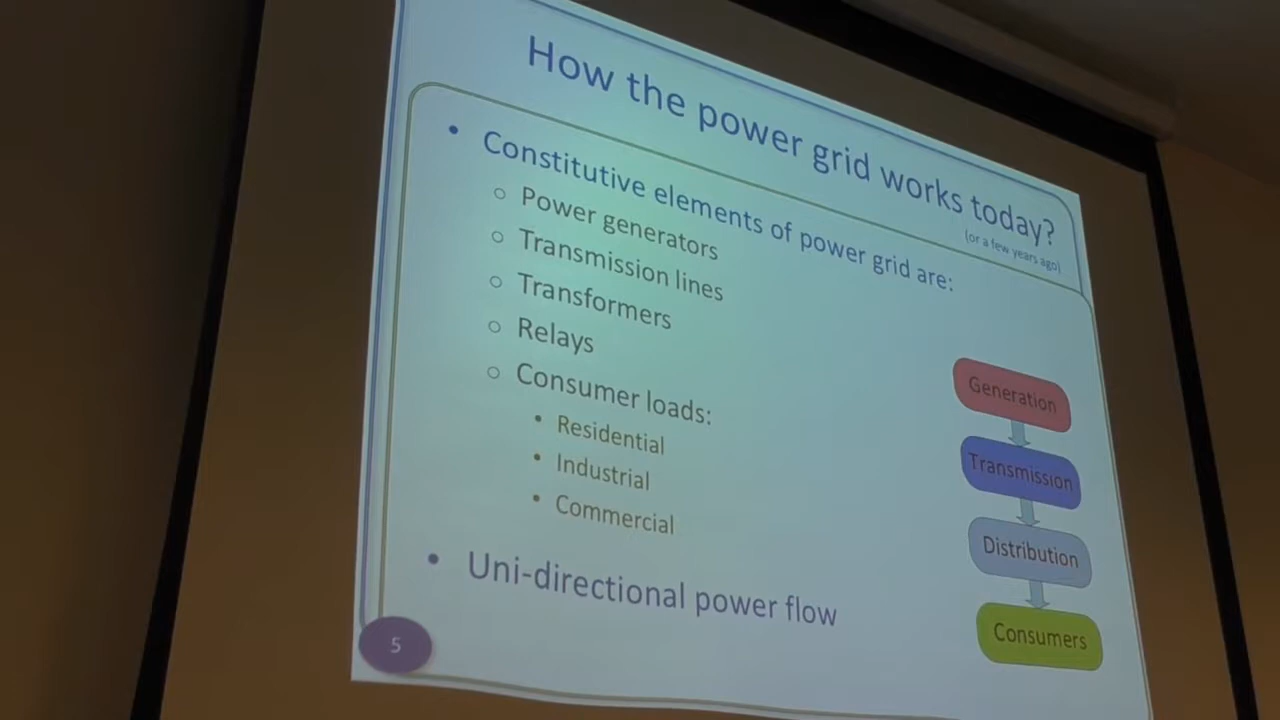 How the power grid works today?
(or a few years ago)
• Constitutive elements of power grid are:
○ Power generators
○ Transmission lines
○ Transformers
○ Relays
○ Consumer loads:
• Residential
• Industrial
• Commercial
• Uni-directional power flow
Generation
Transmission
Distribution
Consumers
5